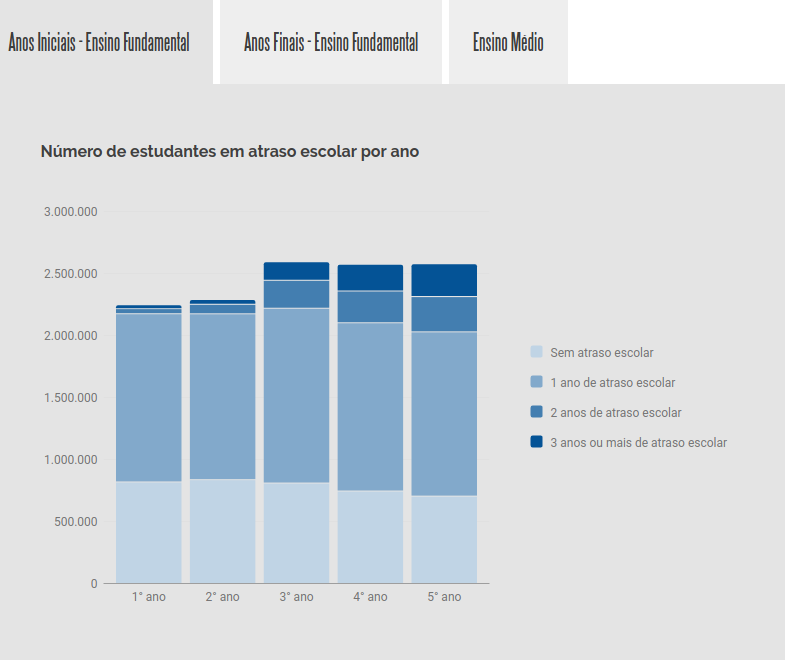 Anos Iniciais - Ensino Fundamental
Anos Finais - Ensino Fundamental
Ensino Médio
Número de estudantes em atraso escolar por ano
3.000.000
2.500.000
2.000.000
1.500.000
1.000.000
500.000
0
1° ano
2° ano
3° ano
4° ano
5° ano
Sem atraso escolar
1 ano de atraso escolar
2 anos de atraso escolar
3 anos ou mais de atraso escolar